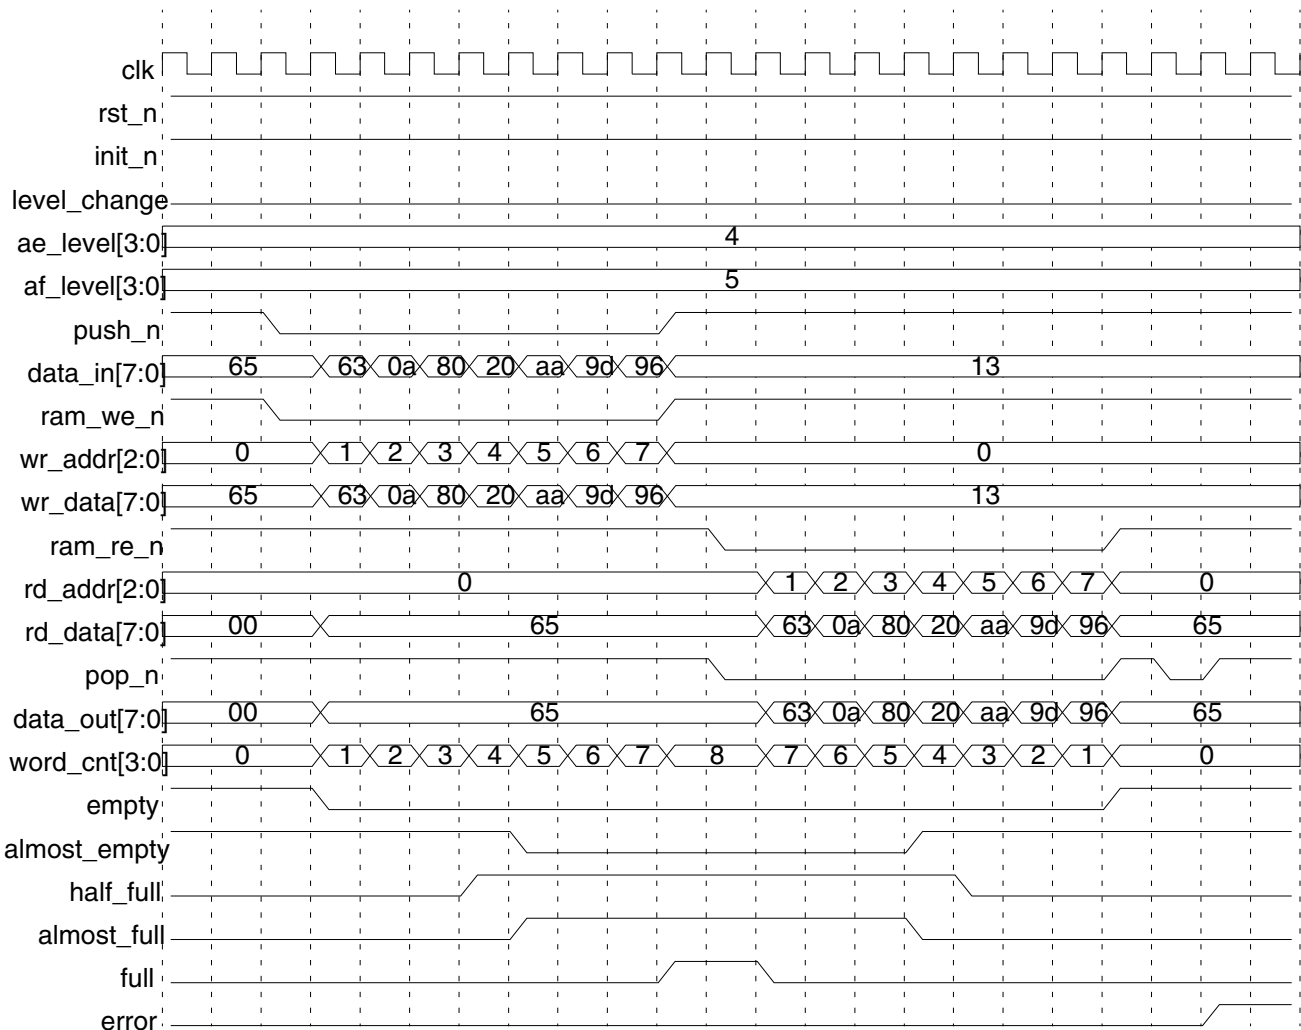 clk
rst_n
init_n
level_change
ae_level[3:0] 4
af_level[3:0] 5
push_n
data_in[7:0] 65 63 0a 80 20 aa 9d 96 13
ram_we_n
wr_addr[2:0] 0 1 2 3 4 5 6 7 0
wr_data[7:0] 65 63 0a 80 20 aa 9d 96 13
ram_re_n
rd_addr[2:0] 0 1 2 3 4 5 6 7 0
rd_data[7:0] 00 65 63 0a 80 20 aa 9d 96 65
pop_n
data_out[7:0] 00 65 63 0a 80 20 aa 9d 96 65
word_cnt[3:0] 0 1 2 3 4 5 6 7 8 7 6 5 4 3 2 1 0
empty
almost_empty
half_full
almost_full
full
error